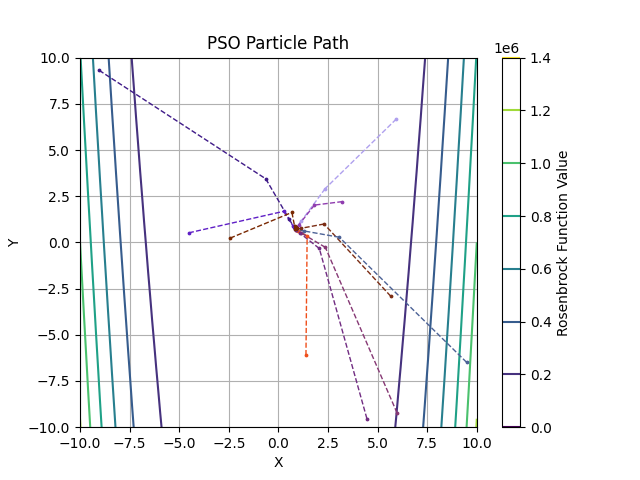 PSO Particle Path
1e6
10.0
7.5
5.0
2.5
0.0
−2.5
−5.0
−7.5
−10.0
Y
−10.0 −7.5 −5.0 −2.5 0.0 2.5 5.0 7.5 10.0
X
1.4
1.2
1.0
0.8
0.6
0.4
0.2
0.0
Rosenbrock Function Value